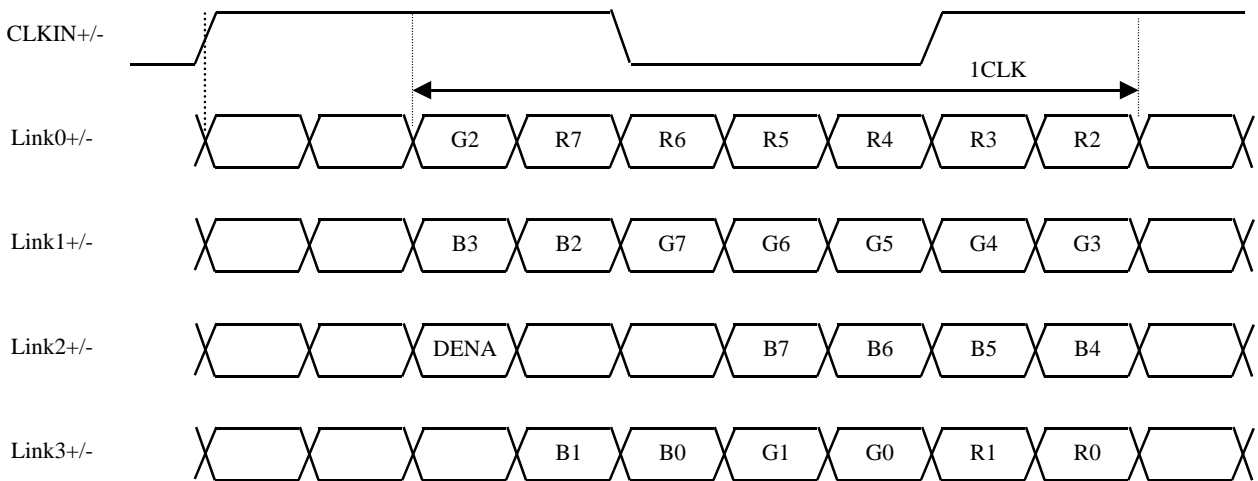 CLKIN+/-
1CLK
Link0+/- G2 R7 R6 R5 R4 R3 R2
Link1+/- B3 B2 G7 G6 G5 G4 G3
Link2+/- DENA B7 B6 B5 B4
Link3+/- B1 B0 G1 G0 R1 R0